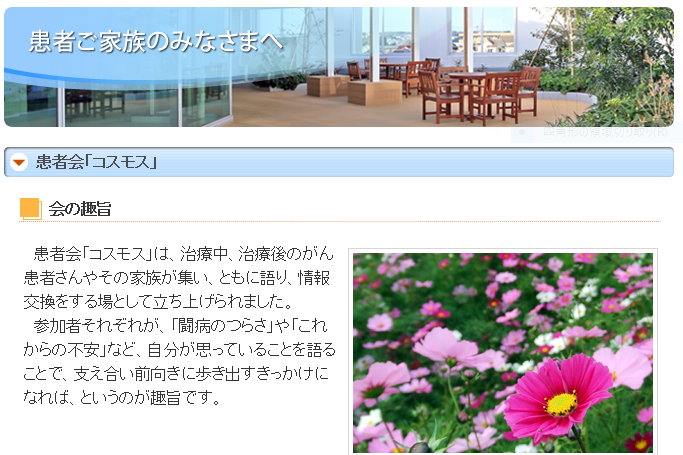 患者ご家族のみなさまへ
患者会「コスモス」
会の趣旨
患者会「コスモス」は、治療中、治療後のがん
患者さんやその家族が集い、ともに語り、情報
交換をする場として立ち上げられました。
参加者それぞれが、「闘病のつらさ」や「これ
からの不安」など、自分が思っていることを語る
ことで、支え合い前向きに歩き出すきっかけに
なれば、というのが趣旨です。